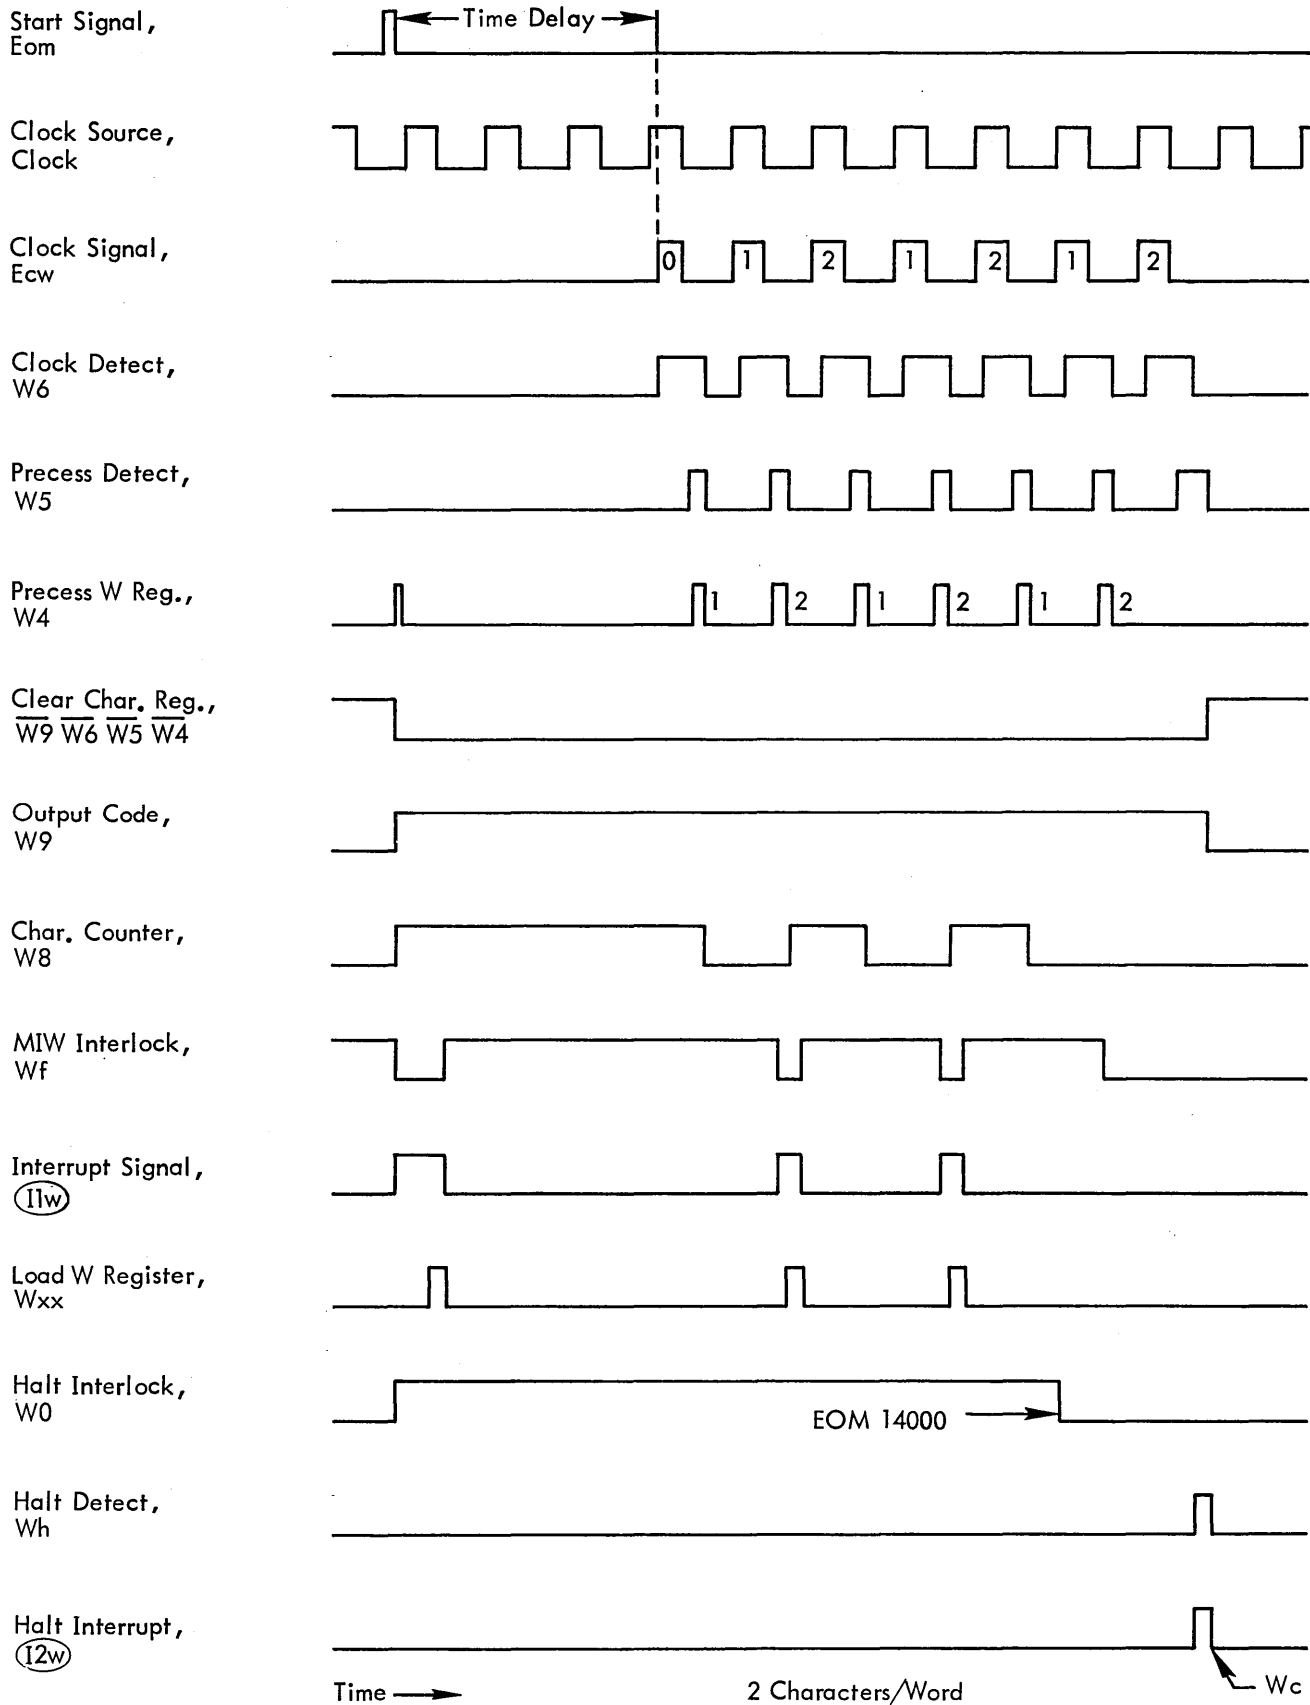 Start Signal,
Eom
Time Delay
Clock Source,
Clock
Clock Signal,
Ecw
0 1 2 1 2 1 2
Clock Detect,
W6
Precess Detect,
W5
Precess W Reg.,
W4
1 2 1 2 1 2
Clear Char. Reg.,
W9 W6 W5 W4
Output Code,
W9
Char. Counter,
W8
MIW Interlock,
Wf
Interrupt Signal,
I1w
Load W Register,
Wxx
Halt Interlock,
W0
EOM 14000
Halt Detect,
Wh
Halt Interrupt,
I2w
Wc
Time
2 Characters/Word